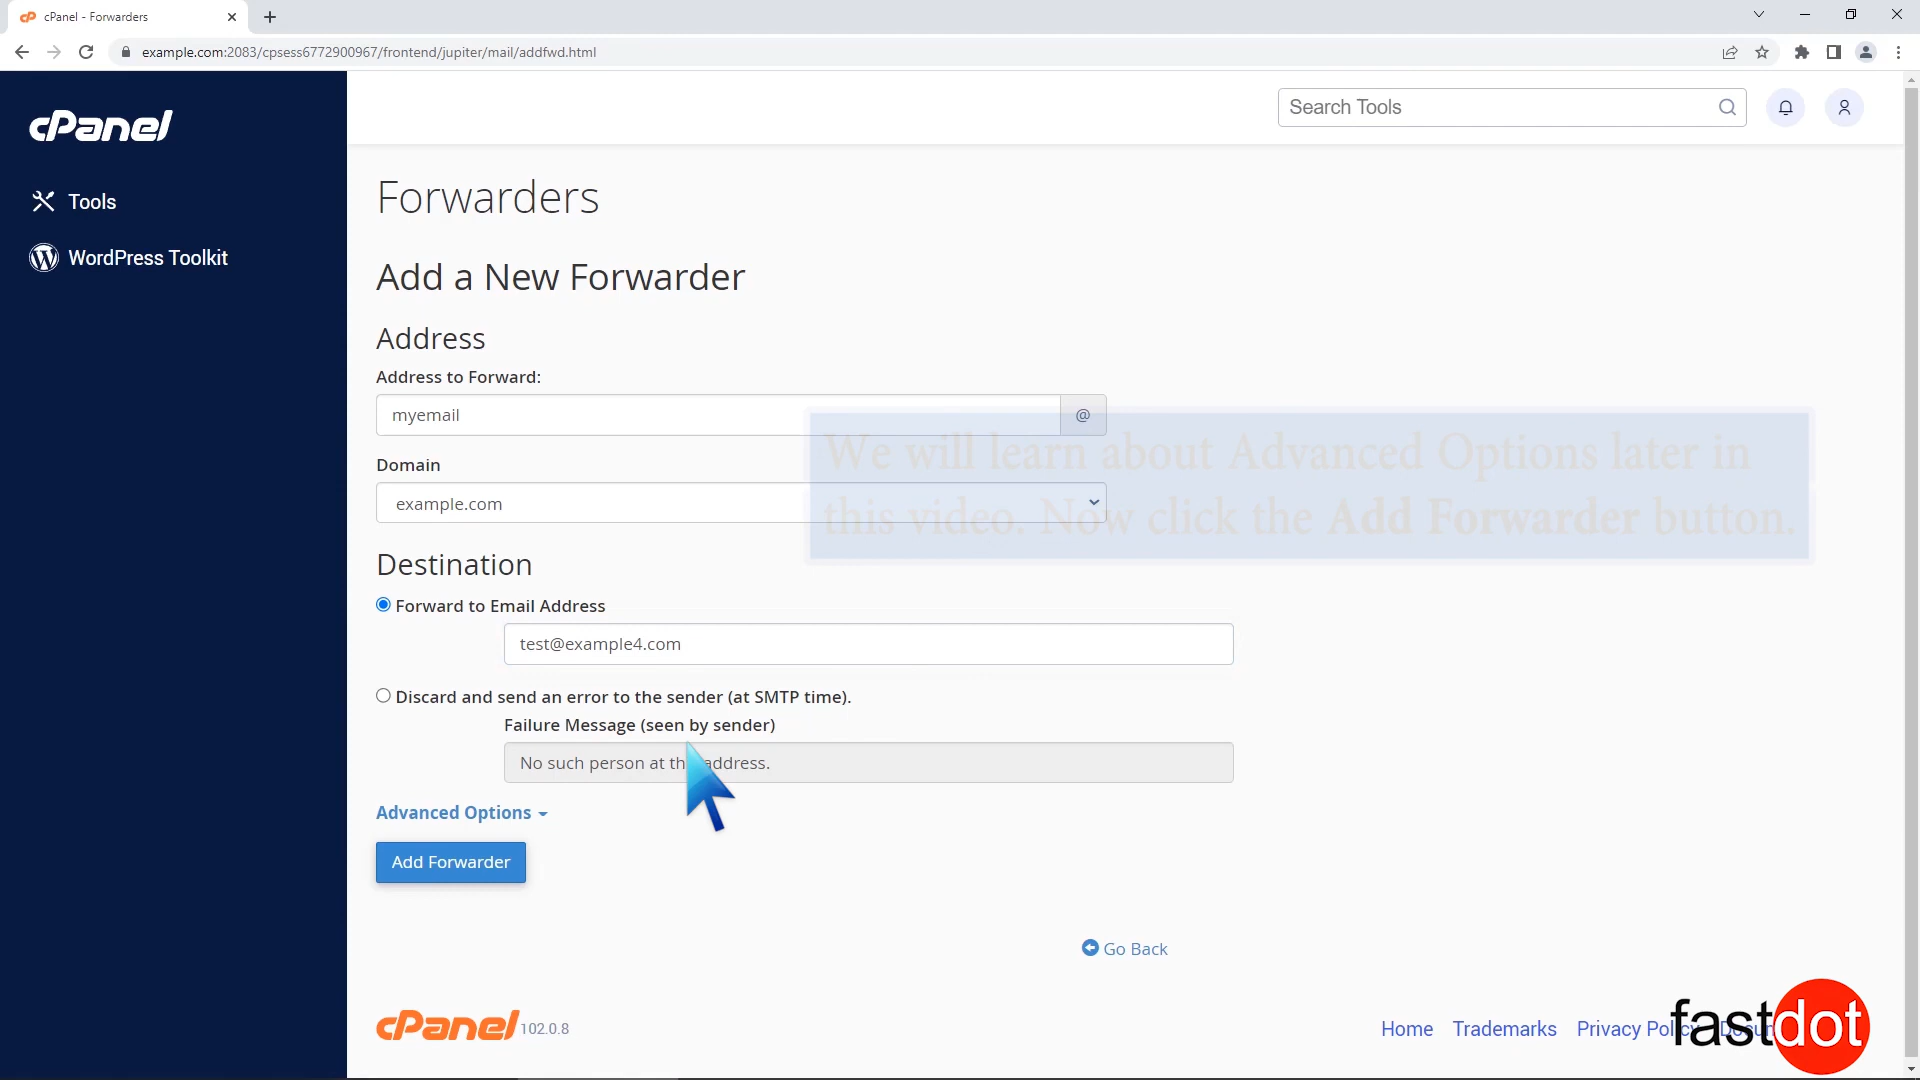 cPanel - Forwarders
example.com:2083/cpsess6772900967/frontend/jupiter/mail/addfwd.html
cPanel
Search Tools
Tools
WordPress Toolkit
Forwarders
Add a New Forwarder
Address
Address to Forward:
myemail
@
Domain
example.com
We will learn about Advanced Options later in
this video. Now click the Add Forwarder button.
Destination
Forward to Email Address
test@example4.com
Discard and send an error to the sender (at SMTP time).
Failure Message (seen by sender)
No such person at address.
Advanced Options
Add Forwarder
Go Back
cPanel 102.0.8
Home Trademarks Privacy
fastdot